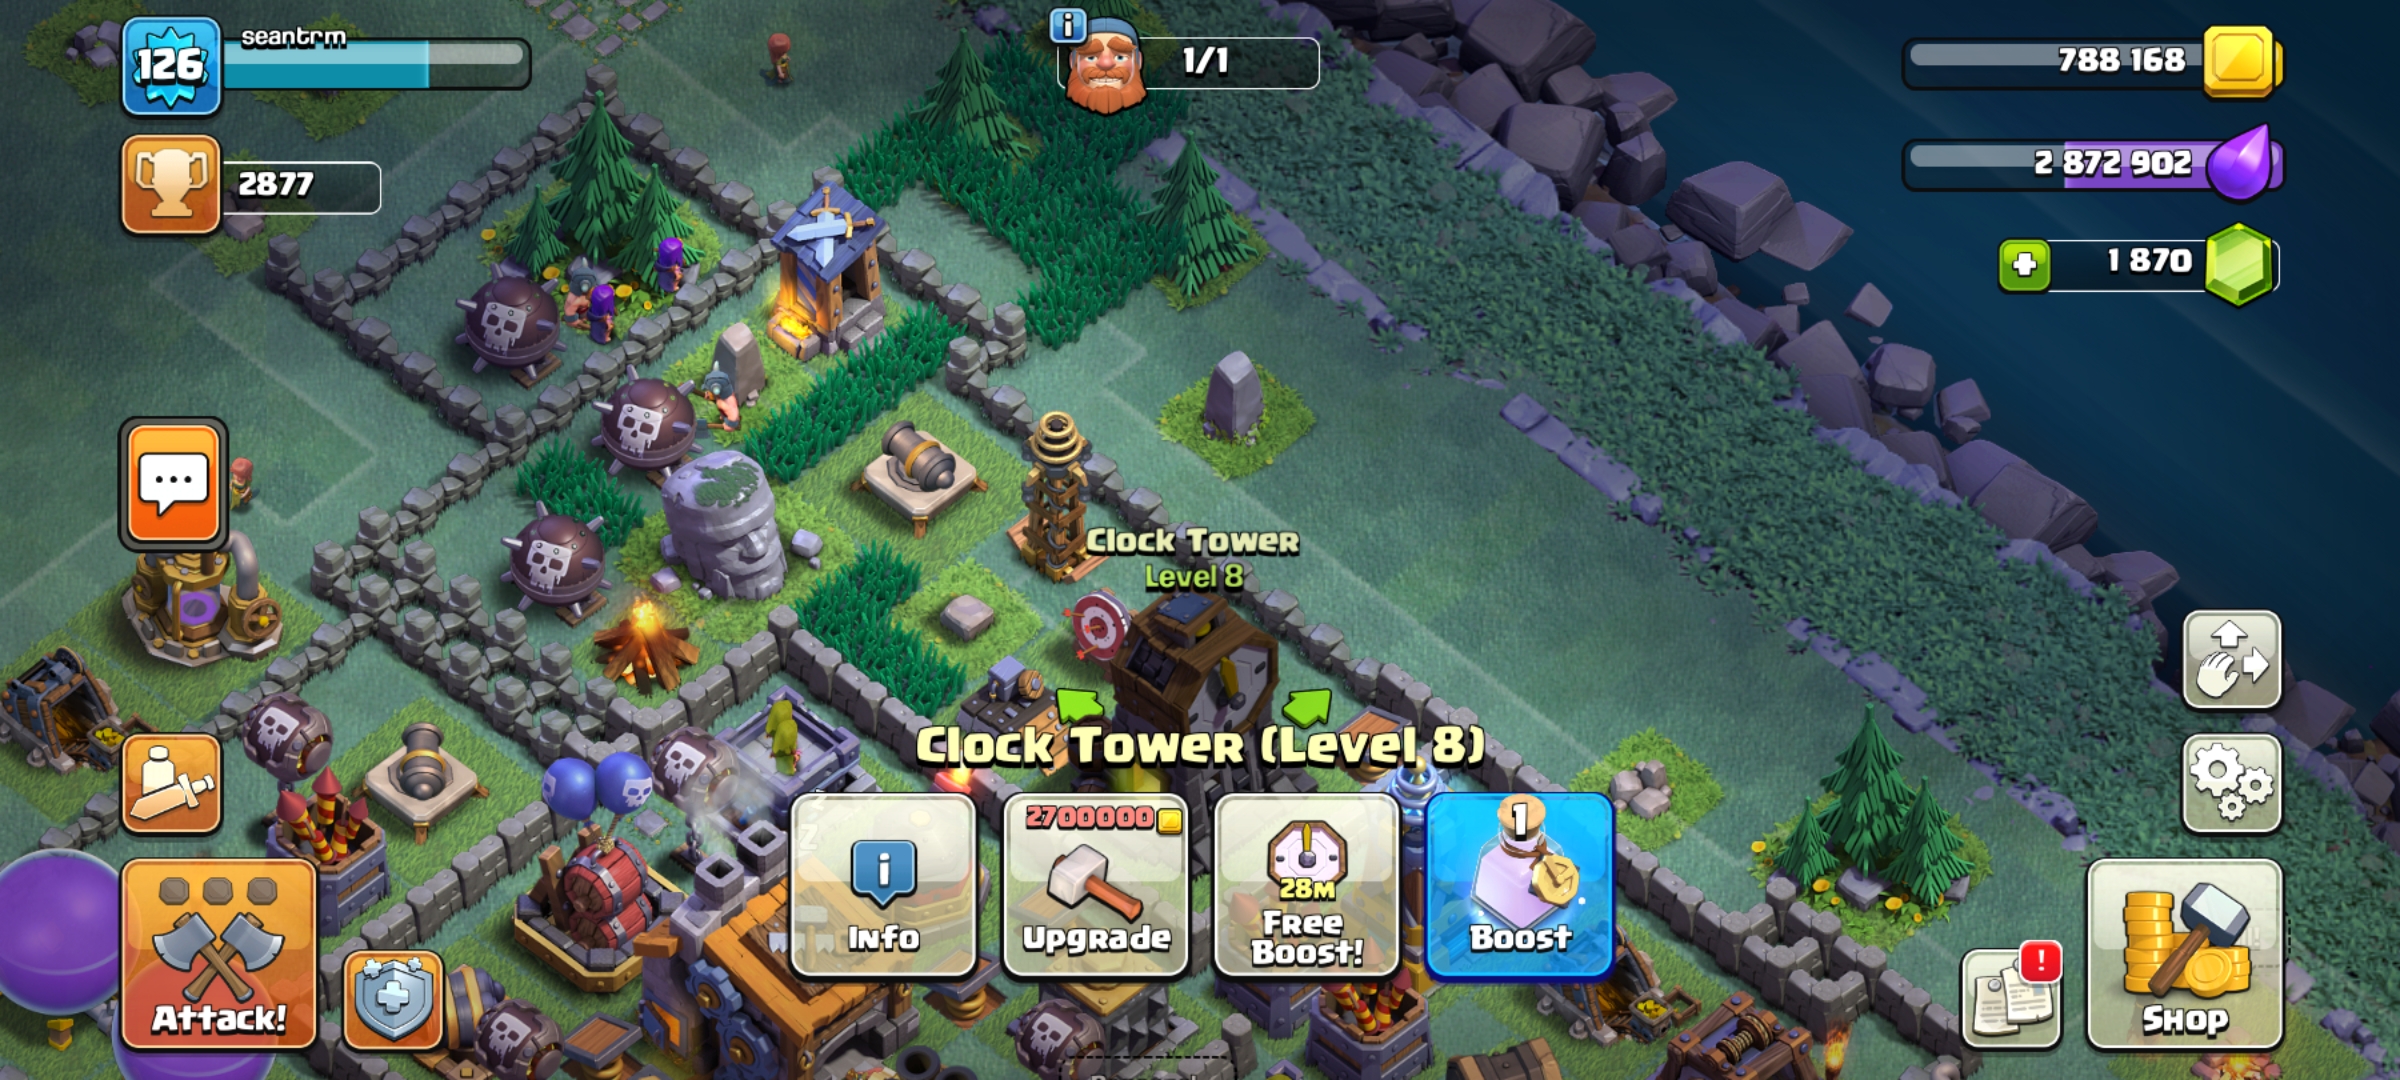 126
seantrm
i
1/1
788 168
2877
2 872 902
1 870
Clock Tower
Level 8
Clock Tower (Level 8)
2700000
1
28M
Info
Upgrade
Free
Boost!
Boost
Attack!
!
Shop